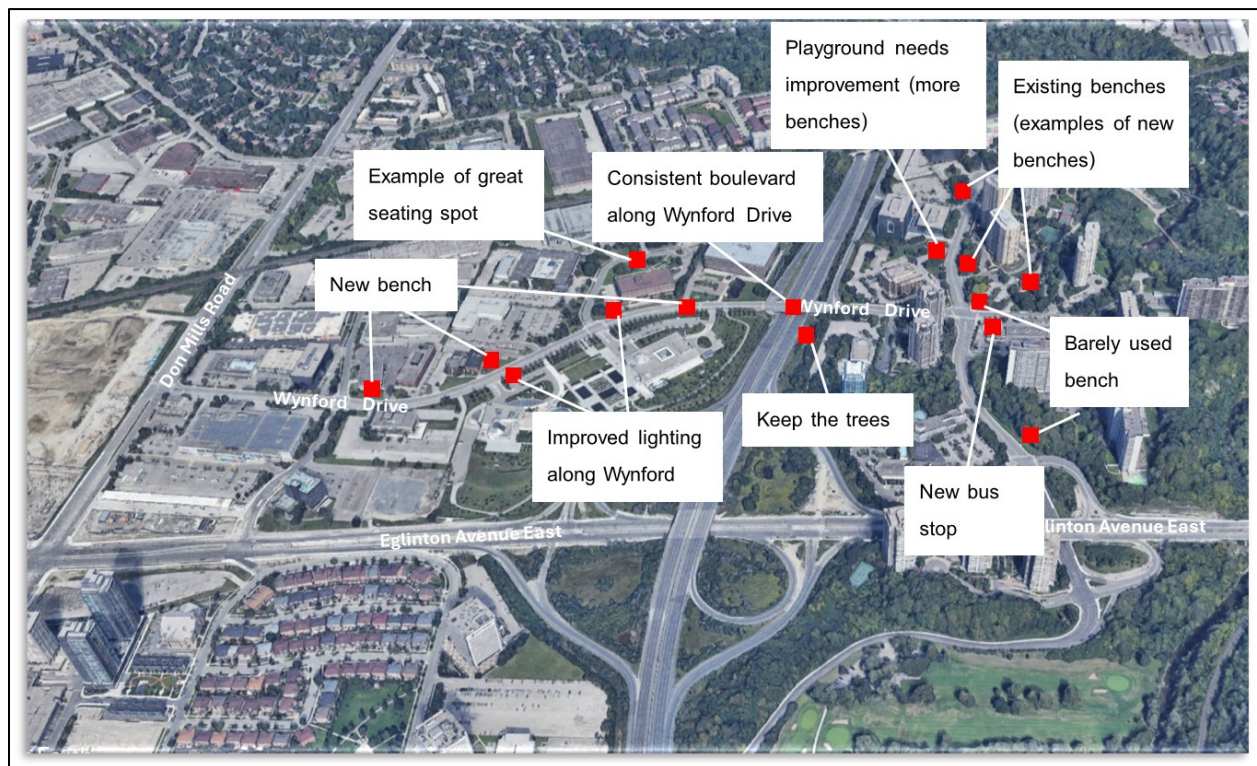 Playground needs
improvement (more
benches)
Existing benches
(examples of new
benches)
Example of great
seating spot
Consistent boulevard
along Wynford Drive
New bench
Don Mills Road
Wynford Drive
Wynford Drive
Barely used
bench
Keep the trees
Improved lighting
along Wynford
New bus
stop
Eglinton Avenue East
glinton Avenue East